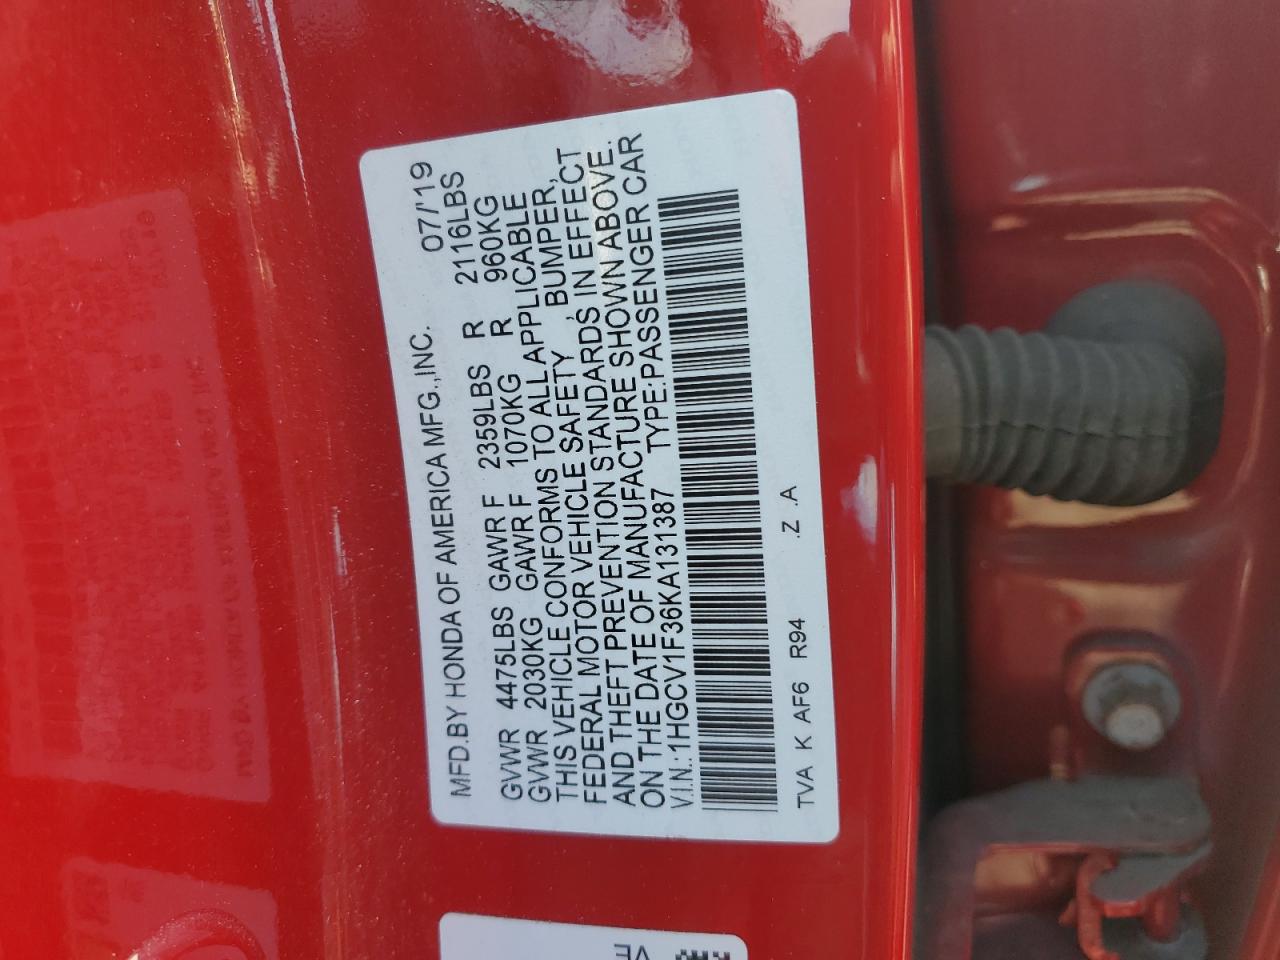 MFD.BY HONDA OF AMERICA MFG.,INC. 07/'19
GVWR 4475LBS GAWR F 2359LBS R 2116LBS
GVWR 2030KG GAWR F 1070KG R 960KG
THIS VEHICLE CONFORMS TO ALL APPLICABLE
FEDERAL MOTOR VEHICLE SAFETY, BUMPER,
AND THEFT PREVENTION STANDARDS IN EFFECT
ON THE DATE OF MANUFACTURE SHOWN ABOVE.
V.I.N.:1HGCV1F36KA131387 TYPE:PASSENGER CAR
TVA K AF6 R94 .Z .A